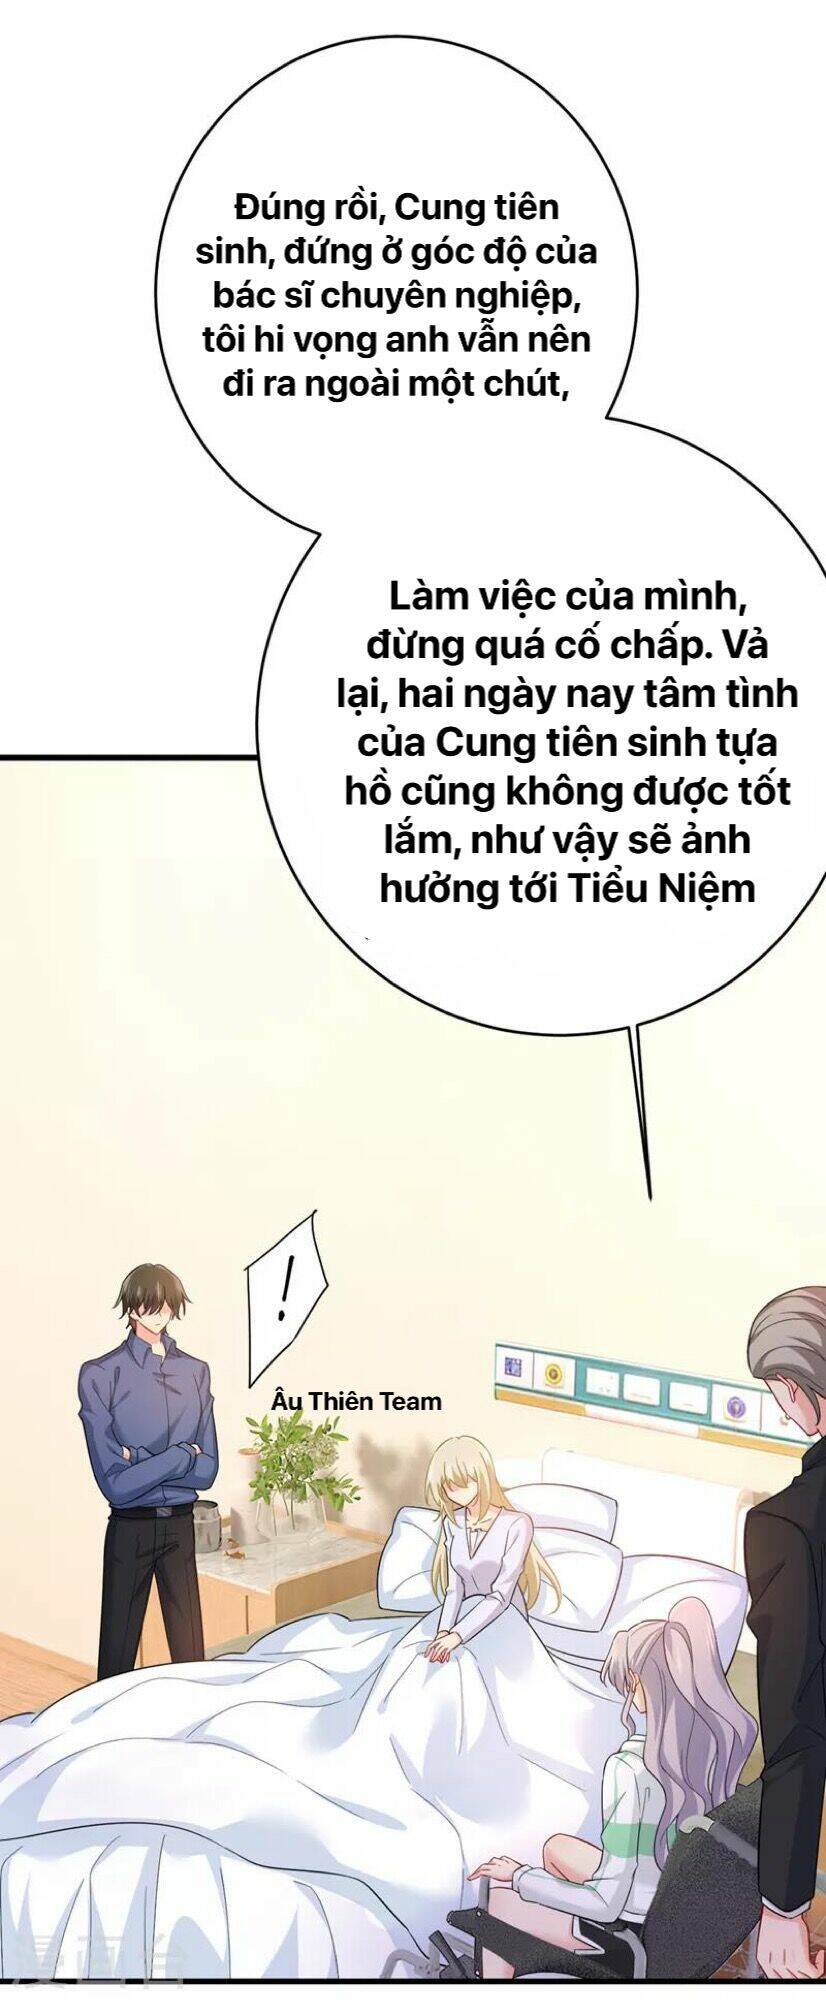 Đúng rồi, Cung tiên
sinh, đứng ở góc độ của
bác sĩ chuyên nghiệp,
tôi hi vọng anh vẫn nên
đi ra ngoài một chút,
Làm việc của mình,
đừng quá cố chấp. Vả
lại, hai ngày nay tâm tình
của Cung tiên sinh tựa
hồ cũng không được tốt
lắm, như vậy sẽ ảnh
hưởng tới Tiểu Niệm
!
Âu Thiên Team
漫画台